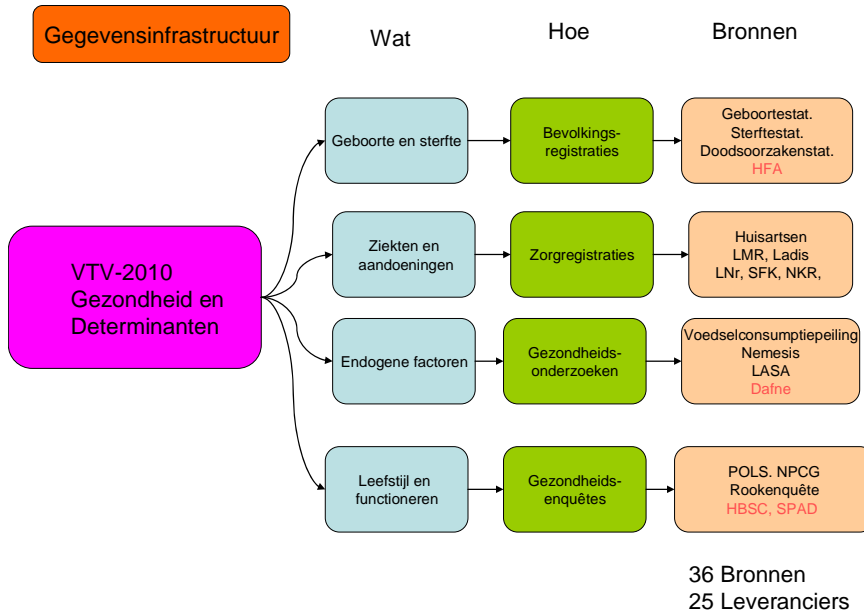 Gegevensinfrastructuur
Wat
Hoe
Bronnen
VTV-2010
Gezondheid en
Determinanten
Geboorte en sterfte
Bevolkings-
registraties
Geboortestat.
Sterftestat.
Doodsoorzakenstat.
HFA
Ziekten en
aandoeningen
Zorgregistraties
Huisartsen
LMR, Ladis
LNr, SFK, NKR,
Endogene factoren
Gezondheids-
onderzoeken
Voedselconsumptiepeiling
Nemesis
LASA
Dafne
Leefstijl en
functioneren
Gezondheids-
enquêtes
POLS. NPCG
Rookenquête
HBSC, SPAD
36 Bronnen
25 Leveranciers